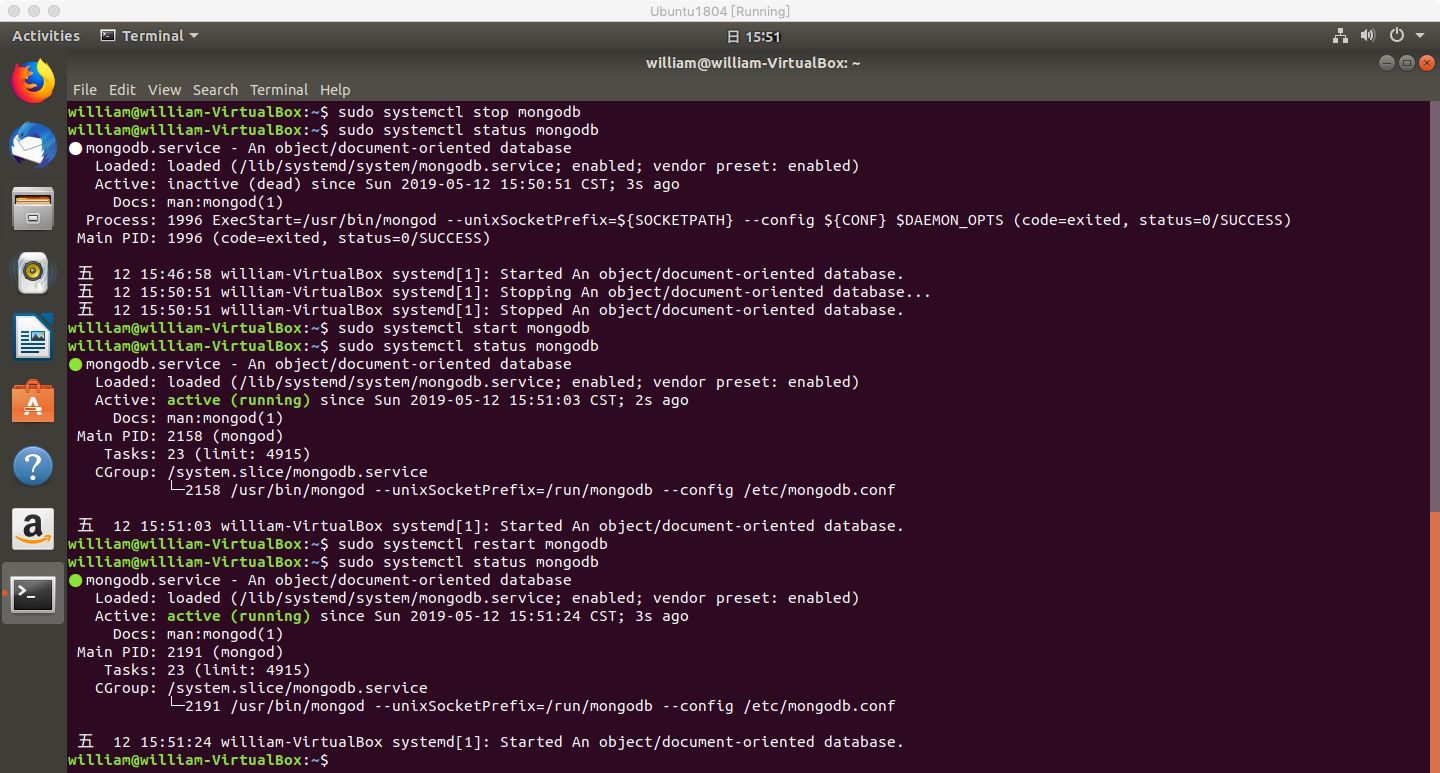 Ubuntu1804 [Running]
Activities Terminal 日 15:51
william@william-VirtualBox: ~
File Edit View Search Terminal Help
william@william-VirtualBox:~$ sudo systemctl stop mongodb
william@william-VirtualBox:~$ sudo systemctl status mongodb
● mongodb.service - An object/document-oriented database
   Loaded: loaded (/lib/systemd/system/mongodb.service; enabled; vendor preset: enabled)
   Active: inactive (dead) since Sun 2019-05-12 15:50:51 CST; 3s ago
     Docs: man:mongod(1)
  Process: 1996 ExecStart=/usr/bin/mongod --unixSocketPrefix=${SOCKETPATH} --config ${CONF} $DAEMON_OPTS (code=exited, status=0/SUCCESS)
 Main PID: 1996 (code=exited, status=0/SUCCESS)
五 12 15:46:58 william-VirtualBox systemd[1]: Started An object/document-oriented database.
五 12 15:50:51 william-VirtualBox systemd[1]: Stopping An object/document-oriented database...
五 12 15:50:51 william-VirtualBox systemd[1]: Stopped An object/document-oriented database.
william@william-VirtualBox:~$ sudo systemctl start mongodb
william@william-VirtualBox:~$ sudo systemctl status mongodb
● mongodb.service - An object/document-oriented database
   Loaded: loaded (/lib/systemd/system/mongodb.service; enabled; vendor preset: enabled)
   Active: active (running) since Sun 2019-05-12 15:51:03 CST; 2s ago
     Docs: man:mongod(1)
 Main PID: 2158 (mongod)
    Tasks: 23 (limit: 4915)
   CGroup: /system.slice/mongodb.service
           └─2158 /usr/bin/mongod --unixSocketPrefix=/run/mongodb --config /etc/mongodb.conf
五 12 15:51:03 william-VirtualBox systemd[1]: Started An object/document-oriented database.
william@william-VirtualBox:~$ sudo systemctl restart mongodb
william@william-VirtualBox:~$ sudo systemctl status mongodb
● mongodb.service - An object/document-oriented database
   Loaded: loaded (/lib/systemd/system/mongodb.service; enabled; vendor preset: enabled)
   Active: active (running) since Sun 2019-05-12 15:51:24 CST; 3s ago
     Docs: man:mongod(1)
 Main PID: 2191 (mongod)
    Tasks: 23 (limit: 4915)
   CGroup: /system.slice/mongodb.service
           └─2191 /usr/bin/mongod --unixSocketPrefix=/run/mongodb --config /etc/mongodb.conf
五 12 15:51:24 william-VirtualBox systemd[1]: Started An object/document-oriented database.
william@william-VirtualBox:~$